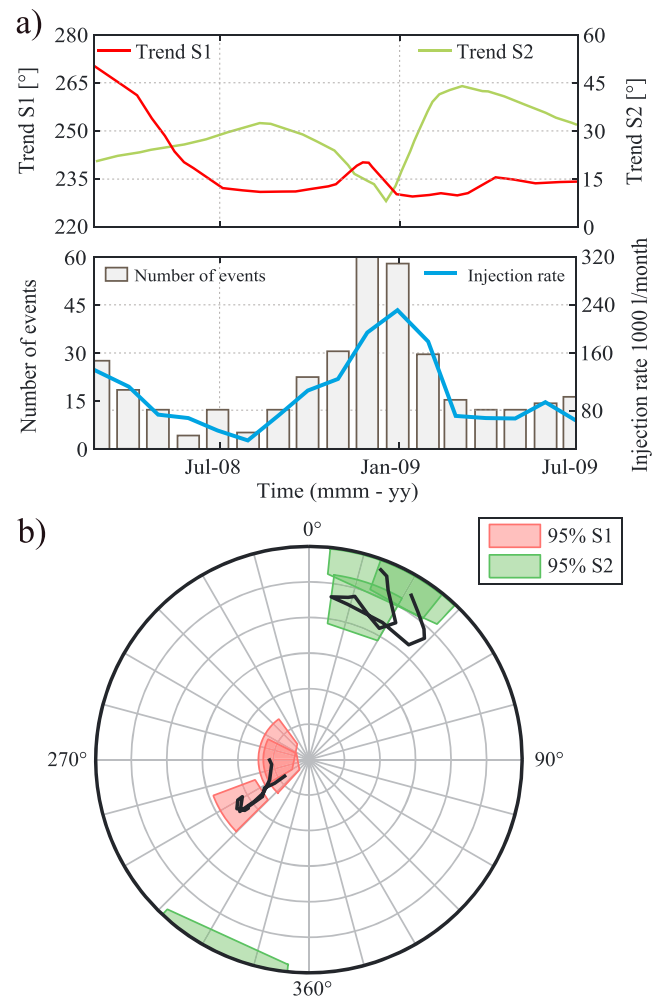 a)
280
265
250
235
220
Trend S1 [°]
Trend S1
Trend S2
60
45
30
15
0
Trend S2 [°]
60
45
30
15
0
Number of events
Number of events
Injection rate
320
240
160
80
Injection rate 1000 l/month
Jul-08
Jan-09
Jul-09
Time (mmm - yy)
b)
0°
95% S1
95% S2
270°
90°
360°